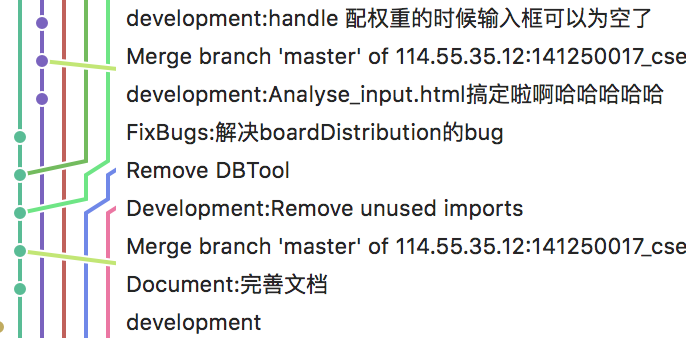 development:handle 配权重的时候输入框可以为空了
Merge branch 'master' of 114.55.35.12:141250017_cse
development:Analyse_input.html搞定啦啊哈哈哈哈哈
FixBugs:解决boardDistribution的bug
Remove DBTool
Development:Remove unused imports
Merge branch 'master' of 114.55.35.12:141250017_cse
Document:完善文档
development